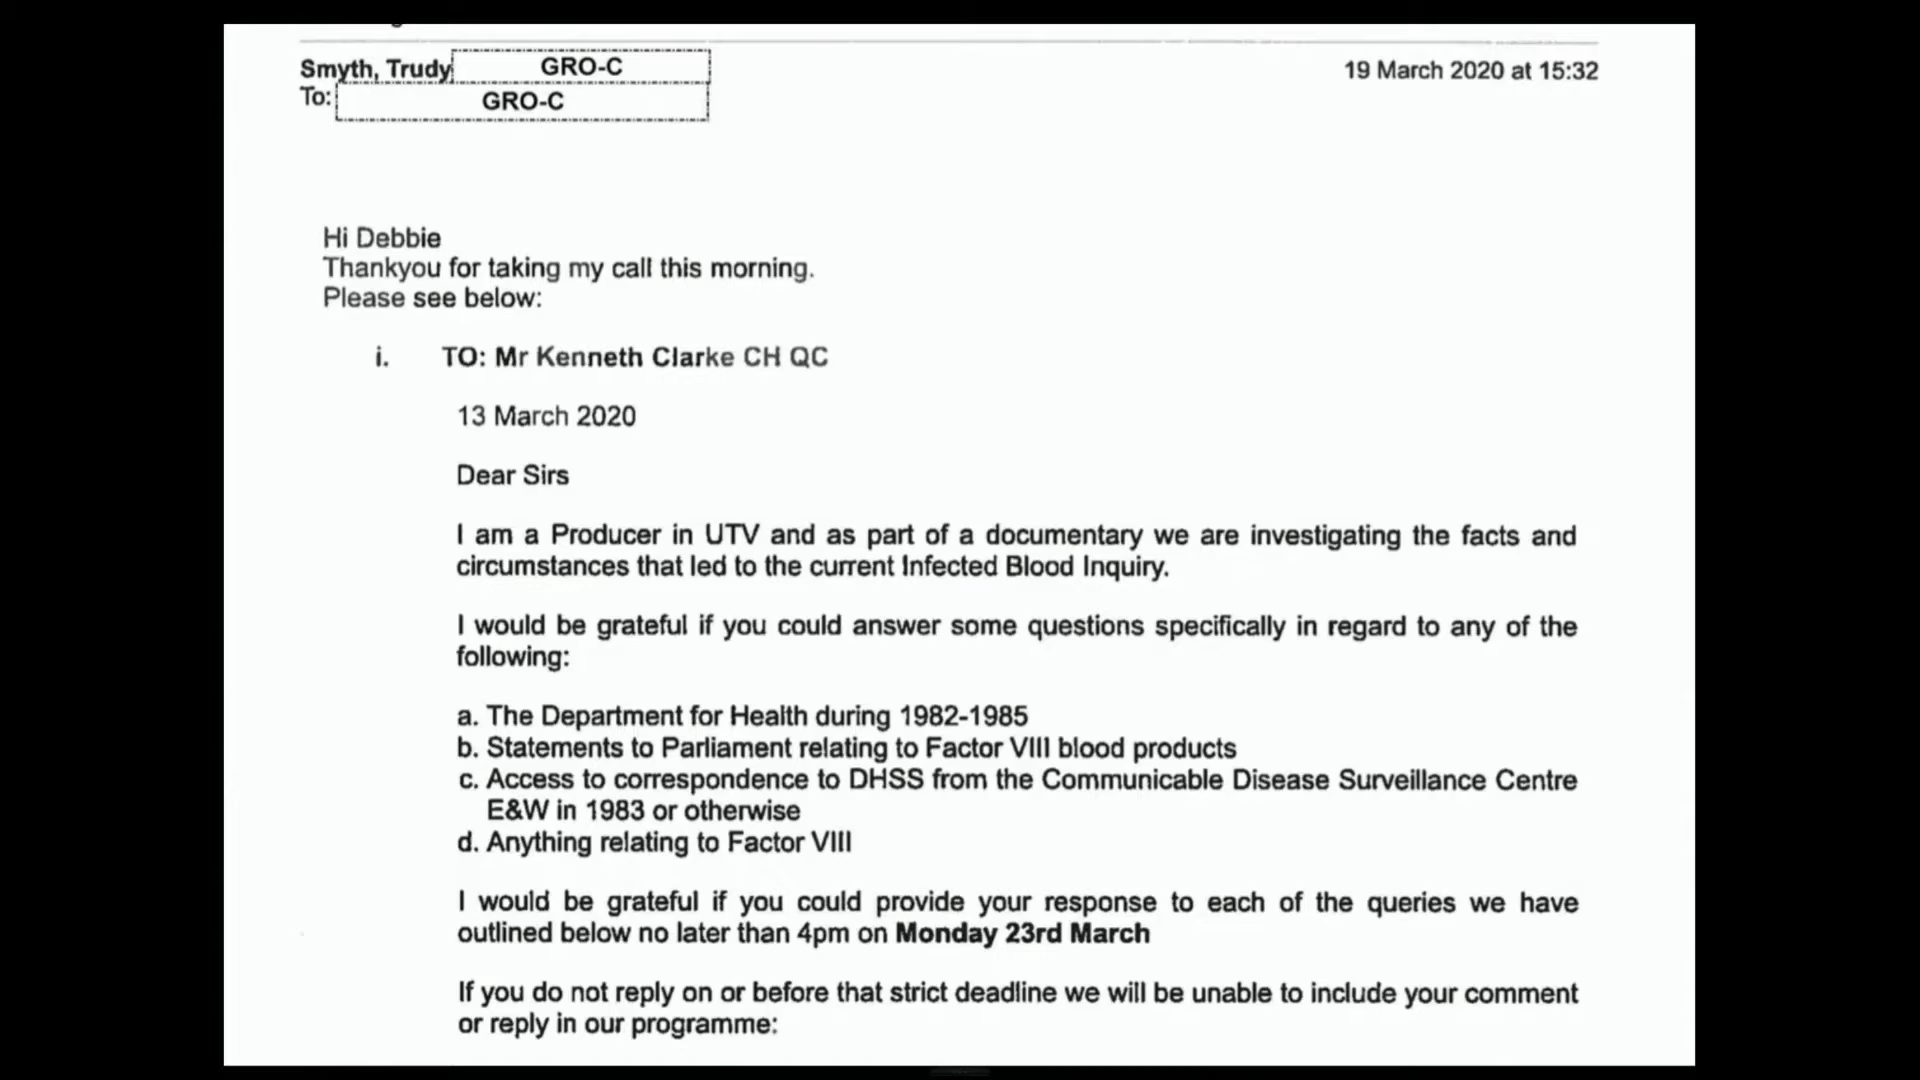 Smyth, Trudy GRO-C 19 March 2020 at 15:32
To: GRO-C
Hi Debbie
Thankyou for taking my call this morning.
Please see below:
i. TO: Mr Kenneth Clarke CH QC
13 March 2020
Dear Sirs
I am a Producer in UTV and as part of a documentary we are investigating the facts and
circumstances that led to the current Infected Blood Inquiry.
I would be grateful if you could answer some questions specifically in regard to any of the
following:
a. The Department for Health during 1982-1985
b. Statements to Parliament relating to Factor VIII blood products
c. Access to correspondence to DHSS from the Communicable Disease Surveillance Centre
E&W in 1983 or otherwise
d. Anything relating to Factor VIII
I would be grateful if you could provide your response to each of the queries we have
outlined below no later than 4pm on Monday 23rd March
If you do not reply on or before that strict deadline we will be unable to include your comment
or reply in our programme: